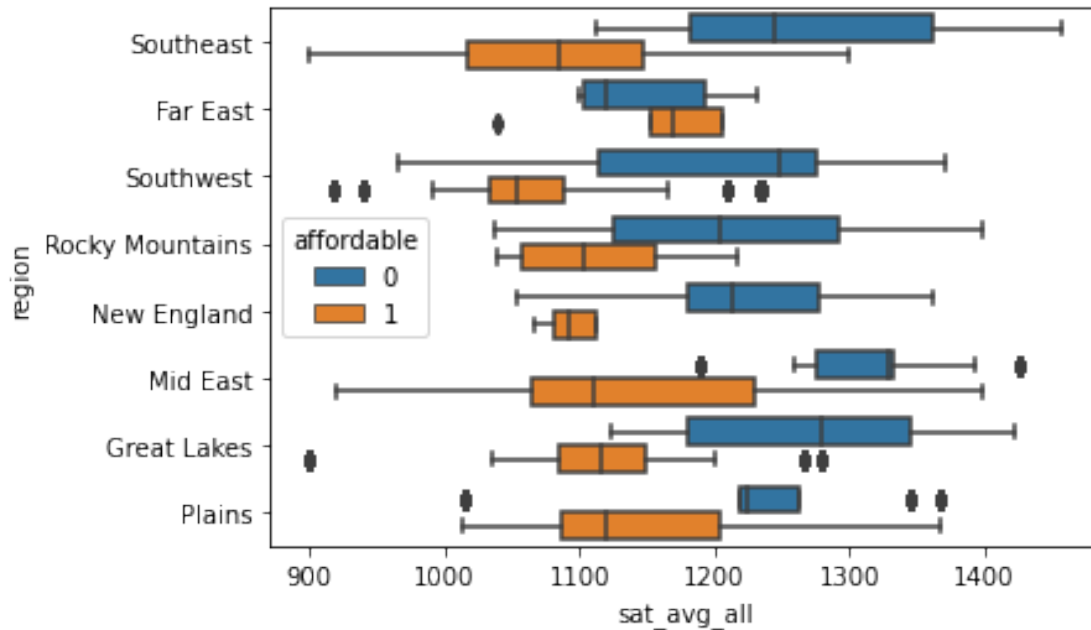 Southeast
Far East
Southwest
Rocky Mountains
New England
Mid East
Great Lakes
Plains
region
affordable
0
1
900 1000 1100 1200 1300 1400
sat_avg_all